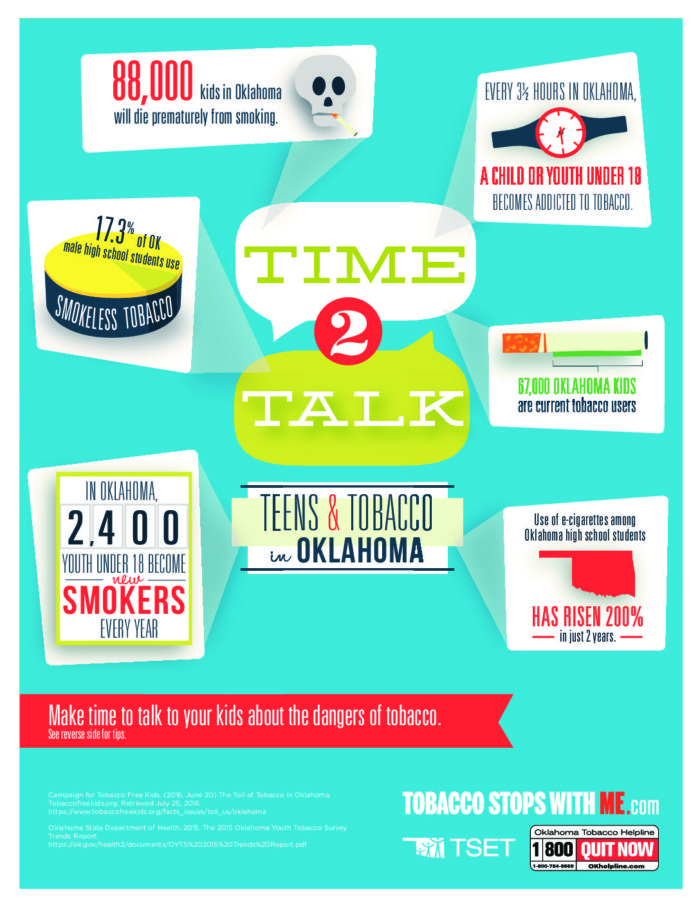 88,000 kids in Oklahoma
will die prematurely from smoking.
EVERY 3½ HOURS IN OKLAHOMA,
A CHILD OR YOUTH UNDER 18
BECOMES ADDICTED TO TOBACCO.
17.3% of OK
male high school students use
SMOKELESS TOBACCO
TIME
2
TALK
67,000 OKLAHOMA KIDS
are current tobacco users
IN OKLAHOMA,
2,400
YOUTH UNDER 18 BECOME
new
SMOKERS
EVERY YEAR
TEENS & TOBACCO
in OKLAHOMA
Use of e-cigarettes among
Oklahoma high school students
HAS RISEN 200%
in just 2 years.
Make time to talk to your kids about the dangers of tobacco.
See reverse side for tips.
Campaign for Tobacco Free Kids. (2016, June 20) The Toll of Tobacco in Oklahoma.
Tobaccofreekids.org. Retrieved July 25, 2016.
https://www.tobaccofreekids.org/facts_issues/toll_us/oklahoma
Oklahoma State Department of Health. 2015. The 2015 Oklahoma Youth Tobacco Survey
Trends Report
https://ok.gov/health2/documents/OYTS%202015%20Trends%20Report.pdf
TOBACCO STOPS WITH ME.com
TSET
Oklahoma Tobacco Helpline
1 800 QUIT NOW
1-800-784-8669 OKhelpline.com